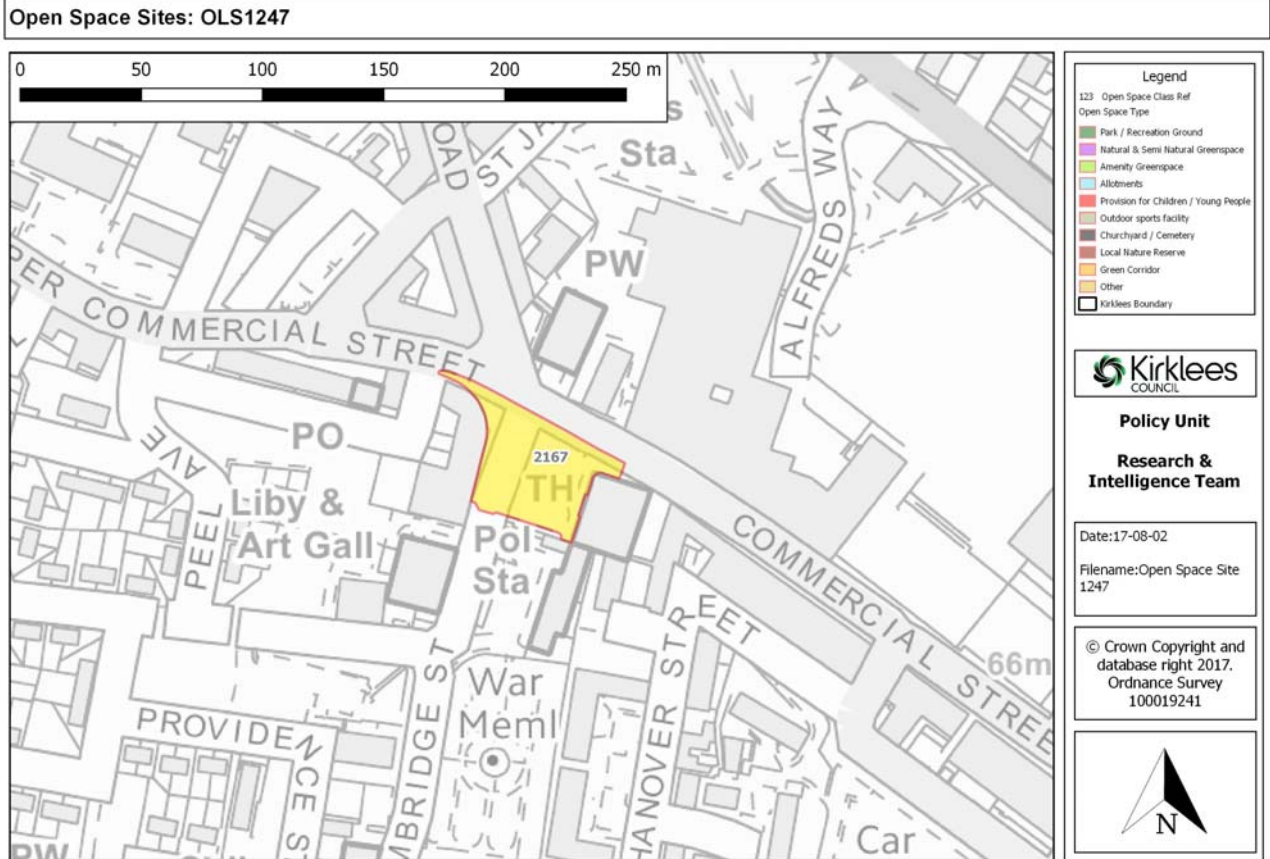 Open Space Sites: OLS1247
0 50 100 150 200 250 m
OAD
ST JA
s
Sta
ALFREDS WAY
PW
PER COMMERCIAL STREET
PO
AVE
PEEL
Liby &
Art Gall
2167
TH
Pol
Sta
COMMERCIAL STREE
HANOVER STREET
66m
War
Meml
PROVIDENCE S
MBRIDGE ST
Car
PW
Legend
123 Open Space Class Ref
Open Space Type
Park / Recreation Ground
Natural & Semi Natural Greenspace
Amenity Greenspace
Allotments
Provision for Children / Young People
Outdoor sports facility
Churchyard / Cemetery
Local Nature Reserve
Green Corridor
Other
Kirklees Boundary
Kirklees
COUNCIL
Policy Unit
Research &
Intelligence Team
Date:17-08-02
Filename:Open Space Site
1247
© Crown Copyright and
database right 2017.
Ordnance Survey
100019241
N